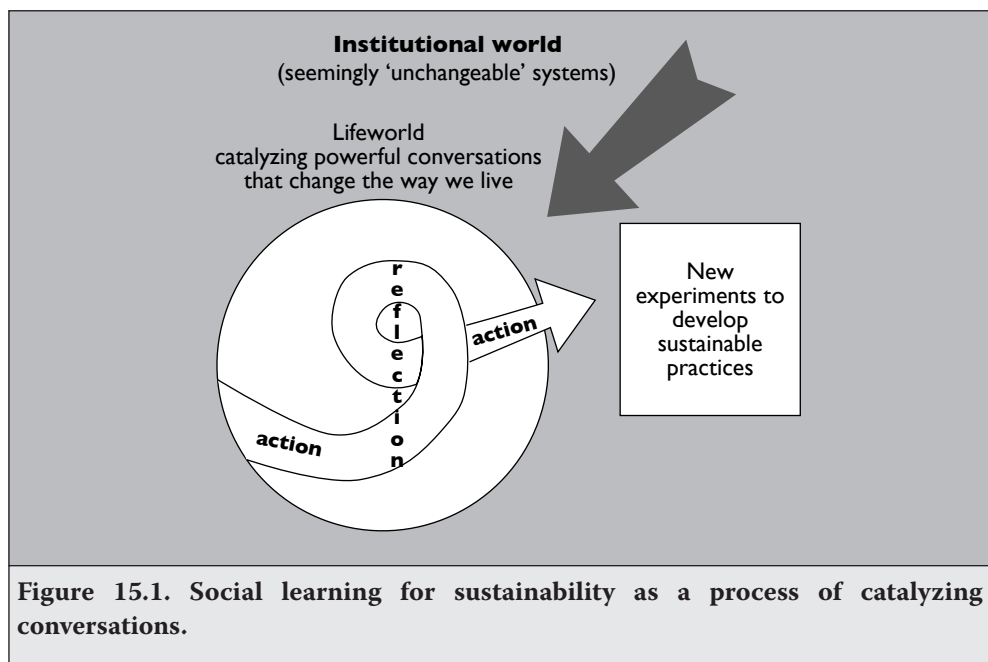 Institutional world
(seemingly 'unchangeable' systems)
Lifeworld
catalyzing powerful conversations
that change the way we live
reflection
action
action
New
experiments to
develop
sustainable
practices
Figure 15.1. Social learning for sustainability as a process of catalyzing
conversations.